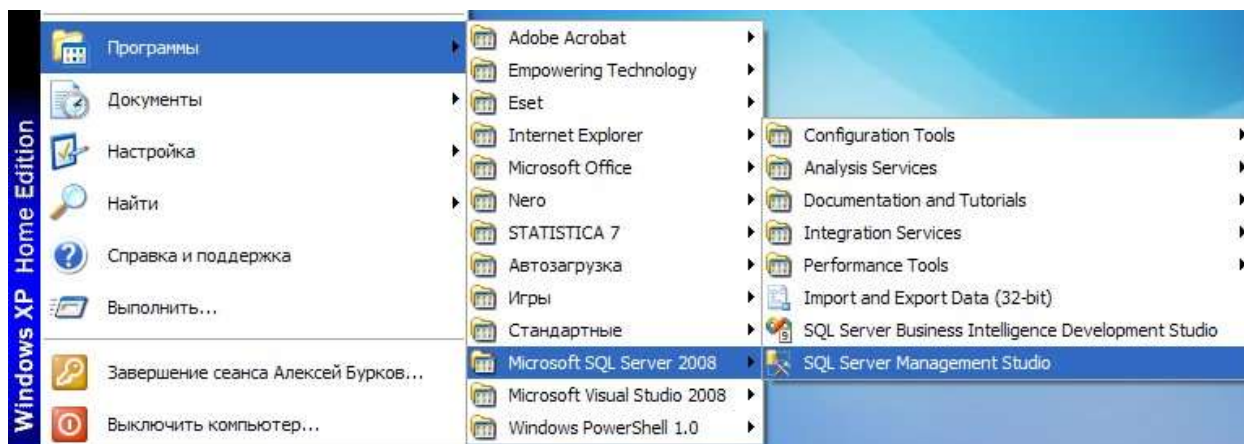 Windows XP Home Edition
Программы
Документы
Настройка
Найти
Справка и поддержка
Выполнить...
Завершение сеанса Алексей Бурков...
Выключить компьютер...
Adobe Acrobat
Empowering Technology
Eset
Internet Explorer
Microsoft Office
Nero
STATISTICA 7
Автозагрузка
Игры
Стандартные
Microsoft SQL Server 2008
Microsoft Visual Studio 2008
Windows PowerShell 1.0
Configuration Tools
Analysis Services
Documentation and Tutorials
Integration Services
Performance Tools
Import and Export Data (32-bit)
SQL Server Business Intelligence Development Studio
SQL Server Management Studio